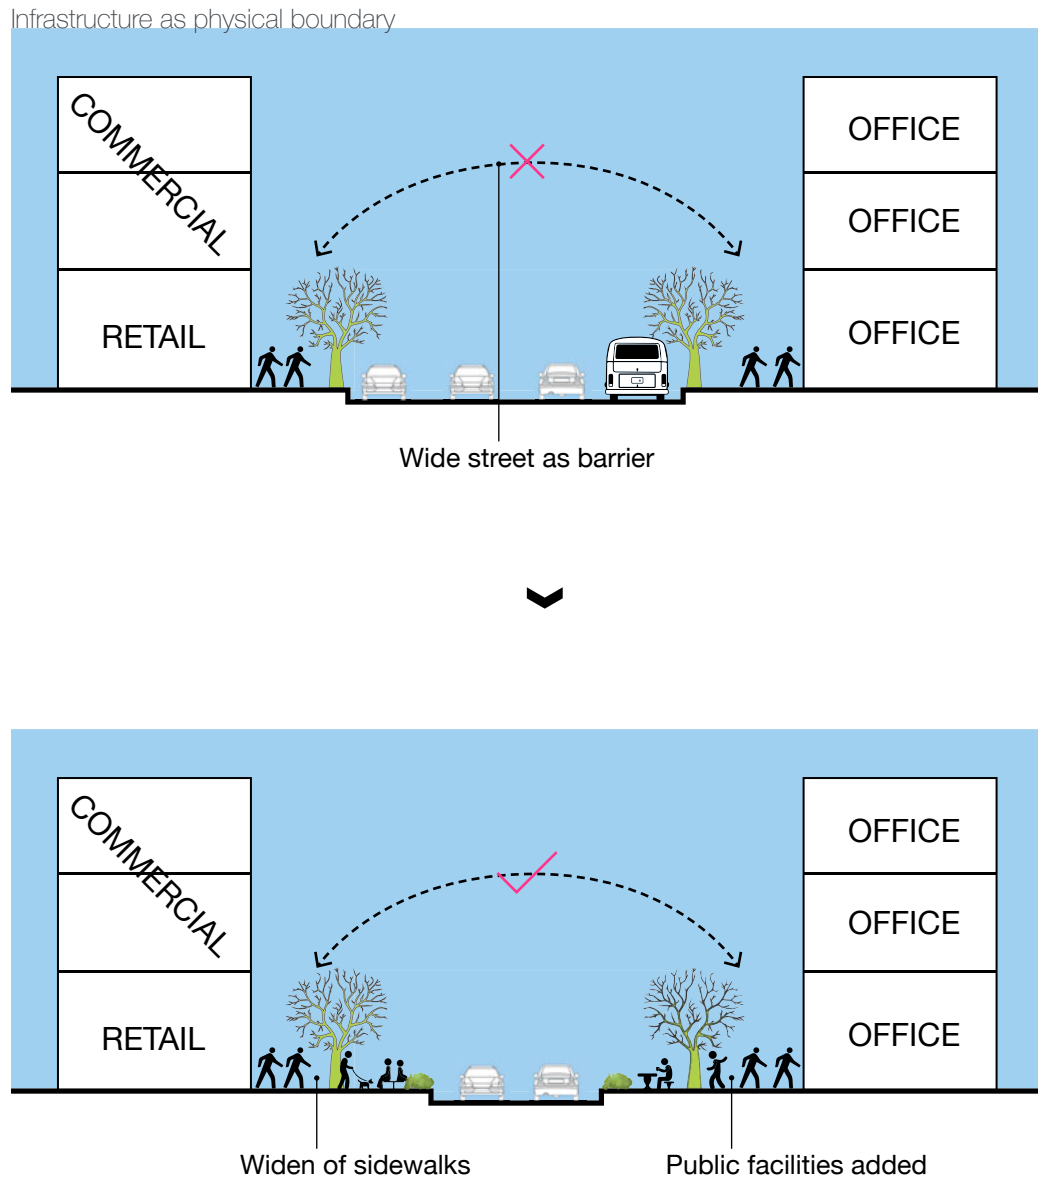 Infrastructure as physical boundary
COMMERCIAL
OFFICE
OFFICE
RETAIL
OFFICE
Wide street as barrier
COMMERCIAL
OFFICE
OFFICE
RETAIL
OFFICE
Widen of sidewalks
Public facilities added